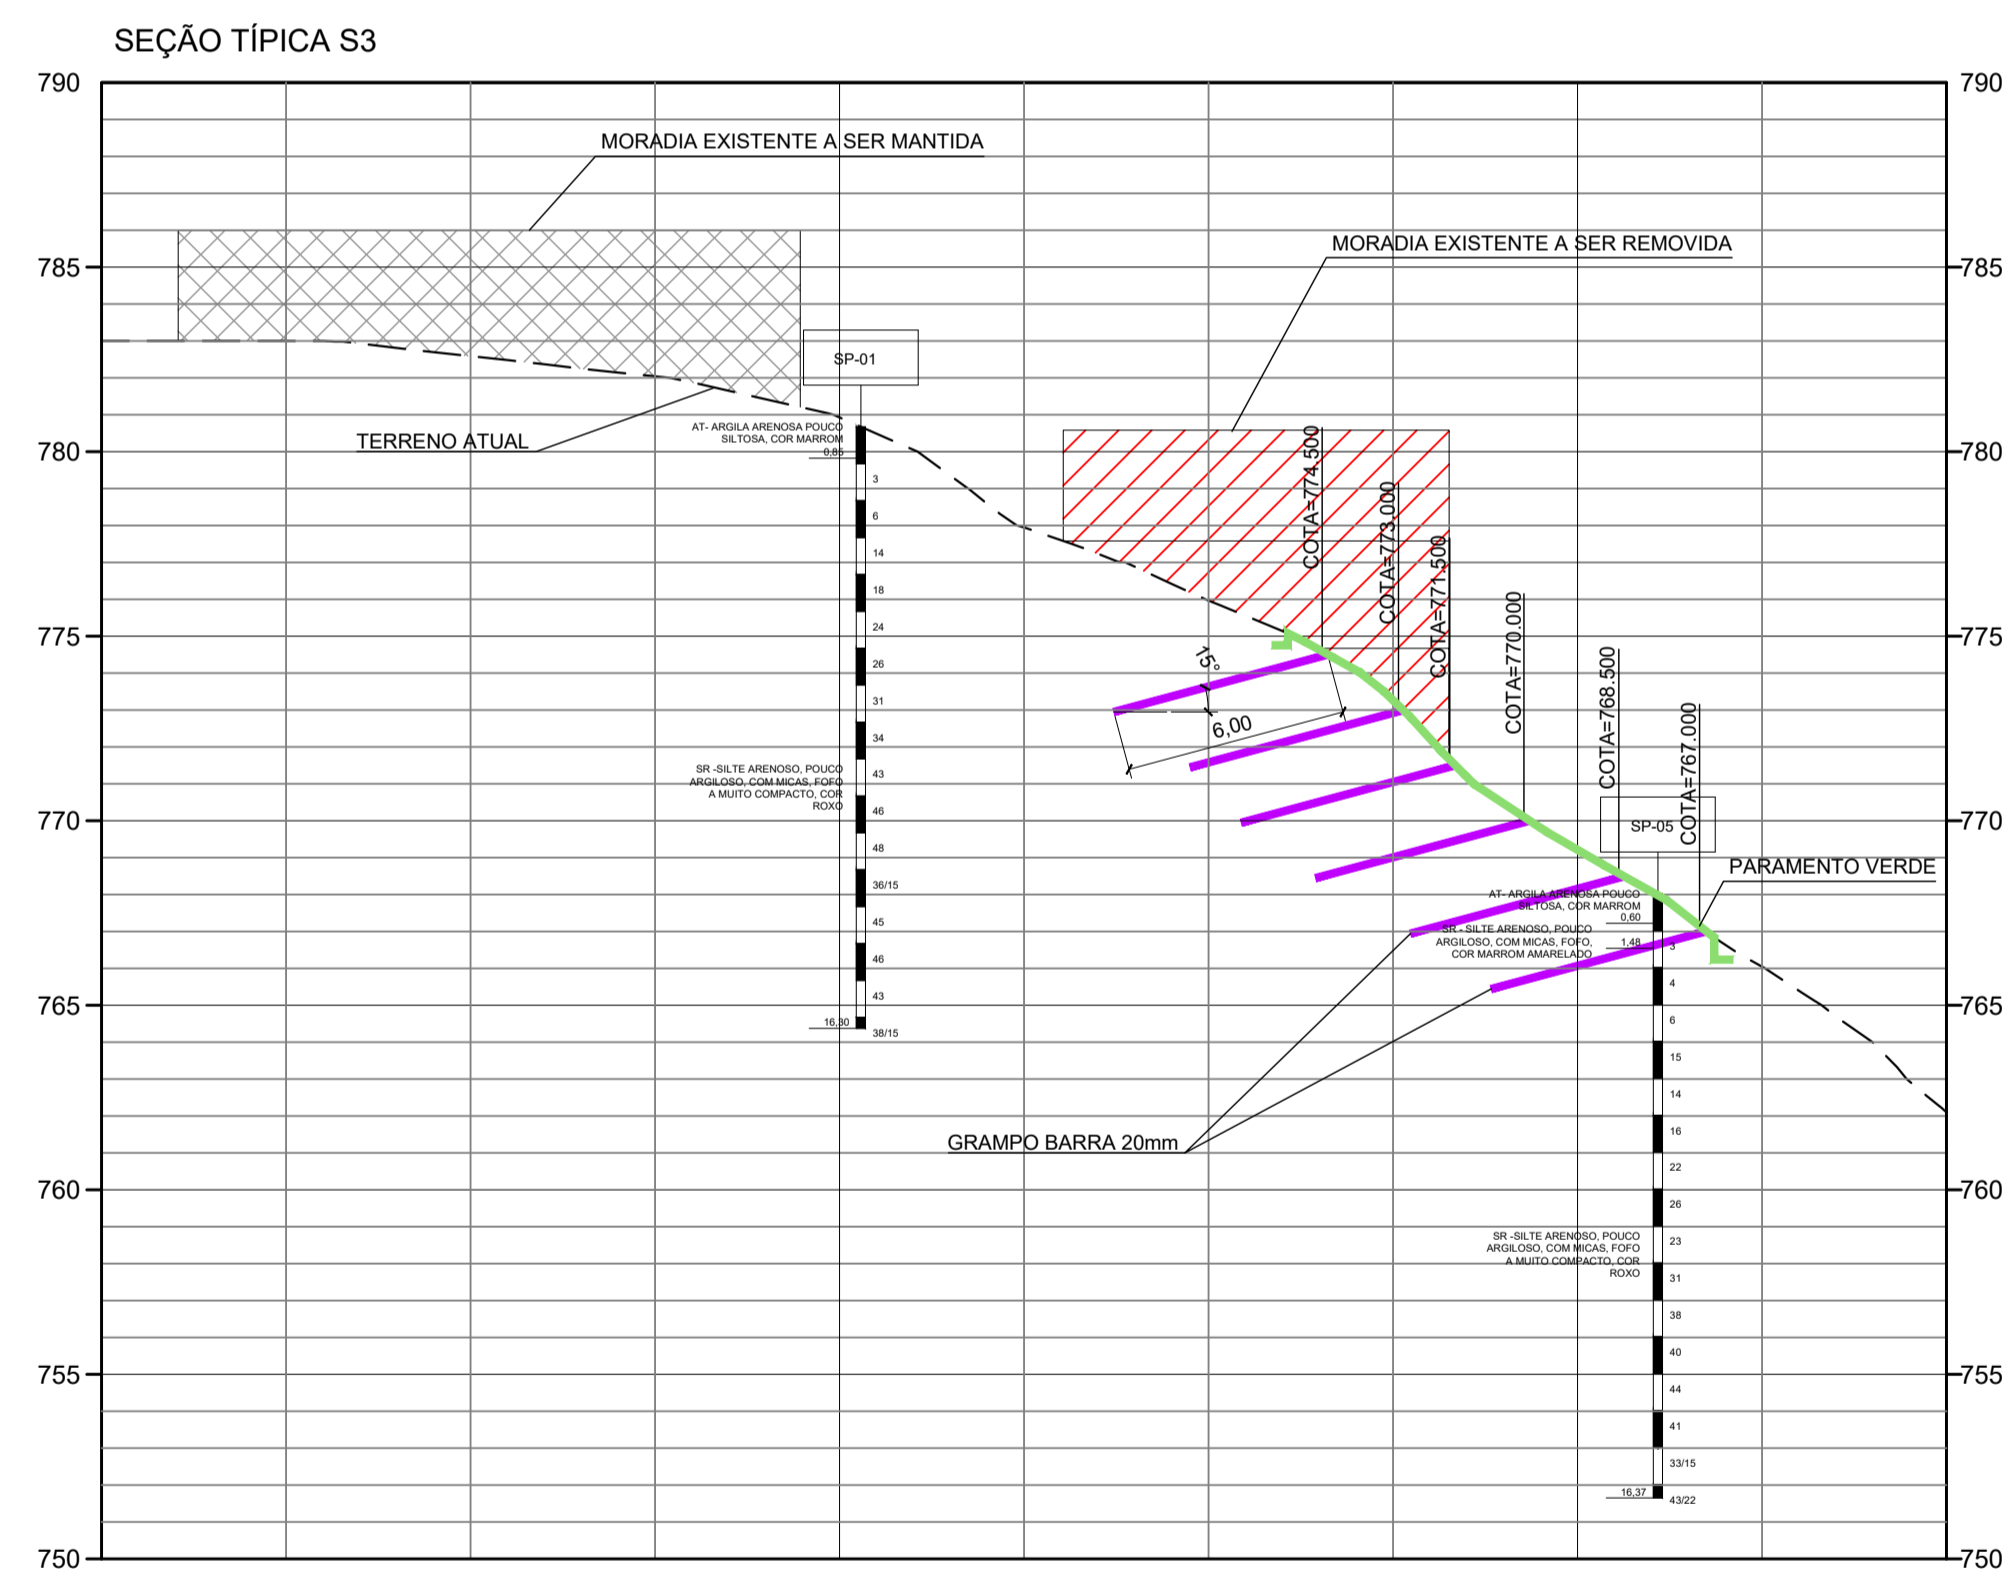 SEÇÃO TÍPICA S3
790
790
MORADIA EXISTENTE A SER MANTIDA
MORADIA EXISTENTE A SER REMOVIDA
785
785
SP-01
TERRENO ATUAL
AT- ARGILA ARENOSA POUCO
SILTOSA, COR MARROM
0,85
780
780
3
6
14
18
24
26
31
34
43
46
48
36/15
45
46
43
38/15
16,30
SR -SILTE ARENOSO, POUCO
ARGILOSO, COM MICAS, FOFO
A MUITO COMPACTO, COR
ROXO
COTA=774.500
COTA=773.000
COTA=771.500
COTA=770.000
COTA=768.500
COTA=767.000
775
775
15°
6,00
770
770
SP-05
PARAMENTO VERDE
AT- ARGILA ARENOSA POUCO
SILTOSA, COR MARROM
0,60
SR - SILTE ARENOSO, POUCO
ARGILOSO, COM MICAS, FOFO,
COR MARROM AMARELADO
1,48
3
4
6
15
14
16
22
26
23
31
38
40
44
41
33/15
43/22
16,37
765
765
GRAMPO BARRA 20mm
760
760
SR -SILTE ARENOSO, POUCO
ARGILOSO, COM MICAS, FOFO
A MUITO COMPACTO, COR
ROXO
755
755
750
750